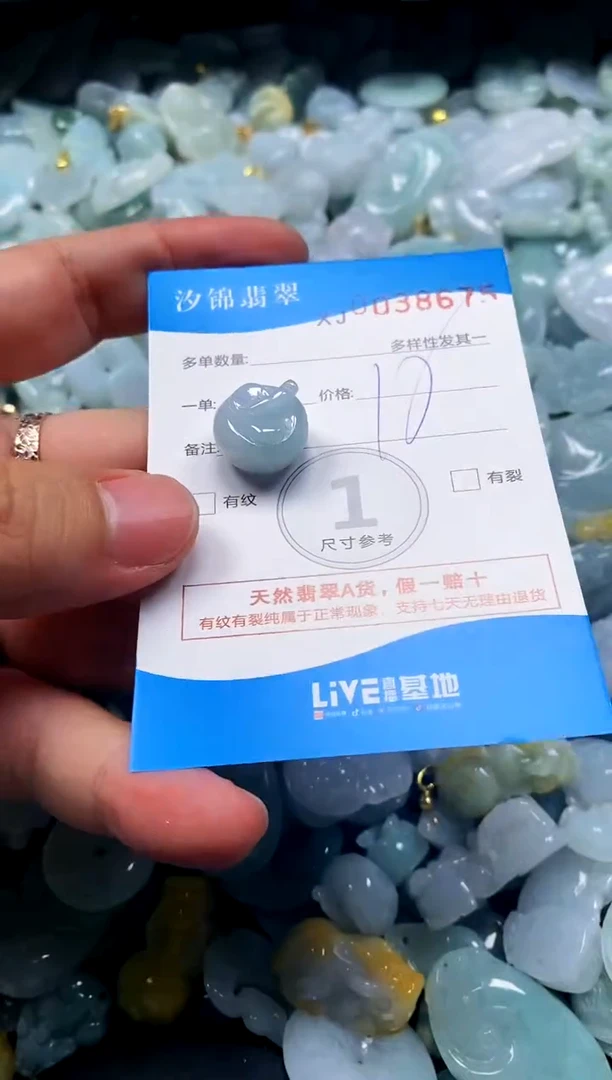 汐锦翡翠
XJ0038675
多单数量:
多样性发其一
一单:
价格: 10
备注
有纹
有裂
1
尺寸参考
天然翡翠A货，假一赔十
有纹有裂纯属于正常现象，支持七天无理由退货
LiVE直播基地